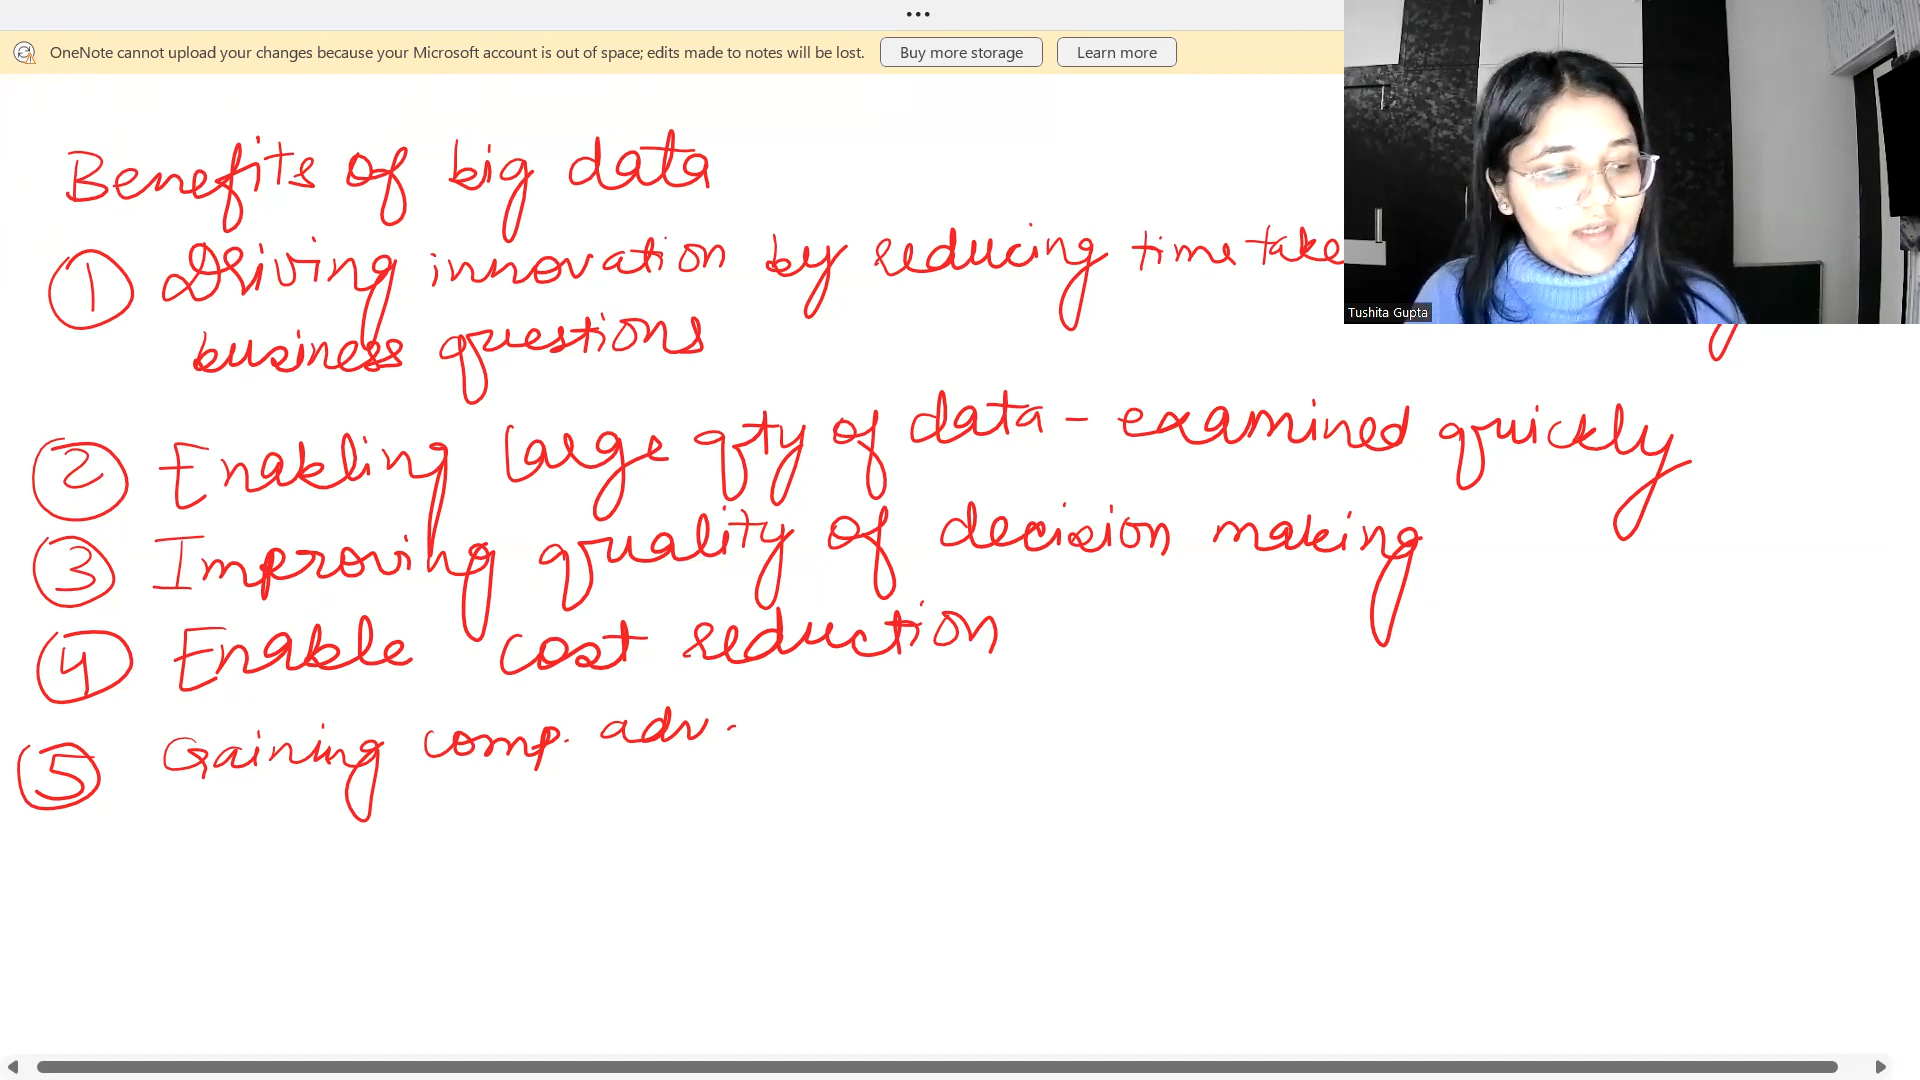 OneNote cannot upload your changes because your Microsoft account is out of space; edits made to notes will be lost. Buy more storage Learn more
Benefits of big data
1 Driving innovation by reducing time take
business questions
2 Enabling large qty of data - examined quickly
3 Improving quality of decision making
4 Enable cost reduction
5 Gaining comp. adv.
Tushita Gupta